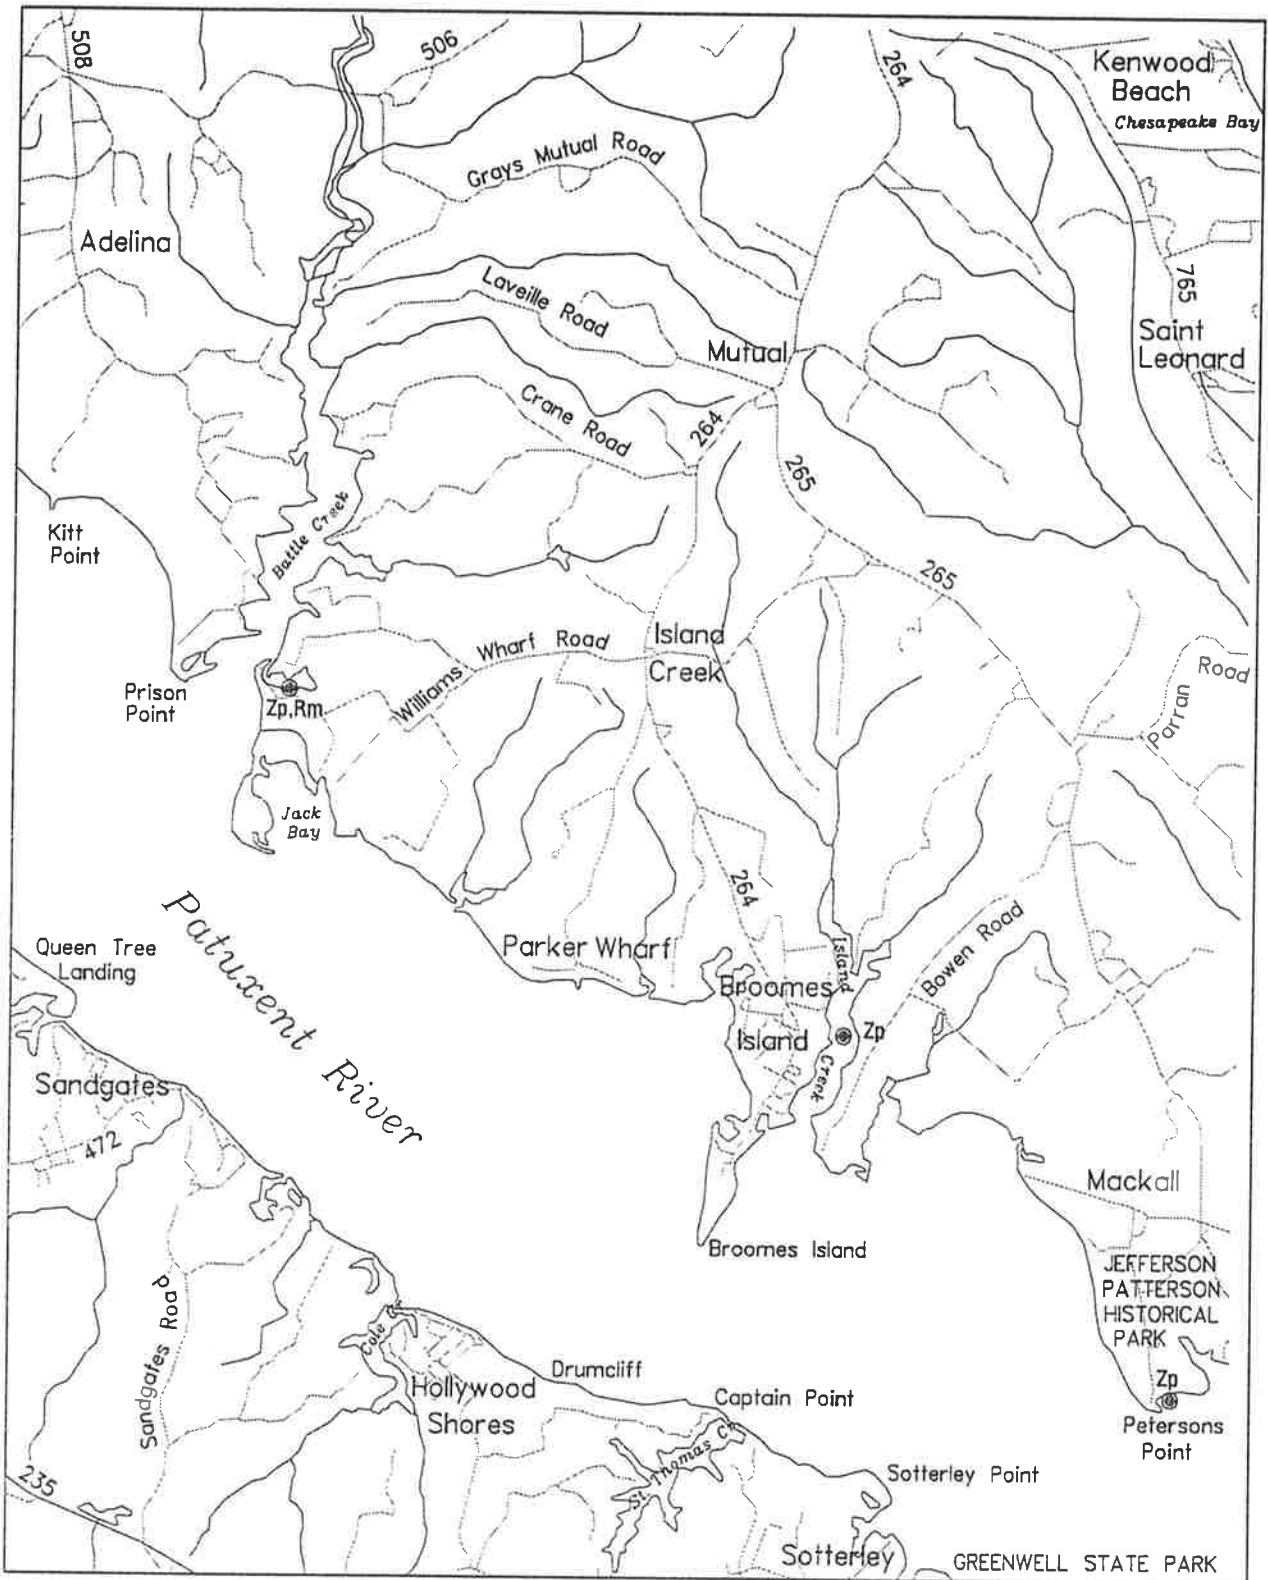 508
506
264
Kenwood
Beach
Chesapeake Bay
Grays Mutual Road
Adelina
Laveille Road
765
Saint
Leonard
Mutual
Crane Road
264
265
Kitt
Point
Battle Creek
265
Island
Creek
Williams Wharf Road
Parran Road
Prison
Point
Zp,Rm
Jack
Bay
264
Patuxent River
Queen Tree
Landing
Parker Wharf
Bowen Road
Broomes
Island
Island Creek
Zp
Sandgates
472
Mackall
Broomes Island
JEFFERSON
PATTERSON
HISTORICAL
PARK
Sandgates Road
Cole
Drumcliff
Hollywood
Shores
Captain Point
Zp
Petersons
Point
St. Thomas Cr.
Sotterley Point
235
Sotterley
GREENWELL STATE PARK